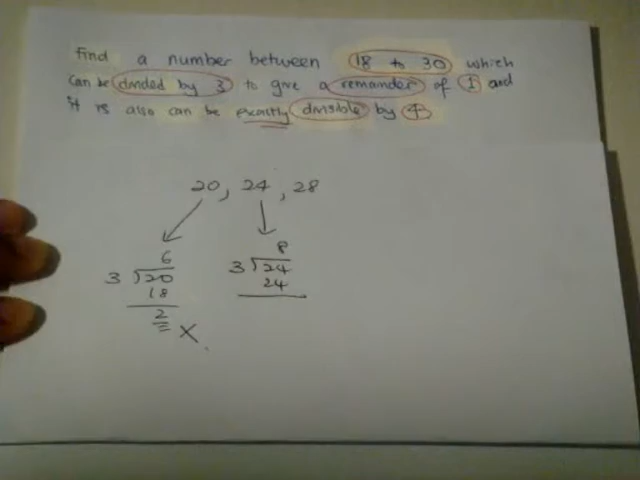 Find a number between 18 to 30 which
can be divided by 3 to give a remainder of 1 and
it is also can be exactly divisible by 4
20, 24, 28
6 8
3 20 3 24
18 24
2 X